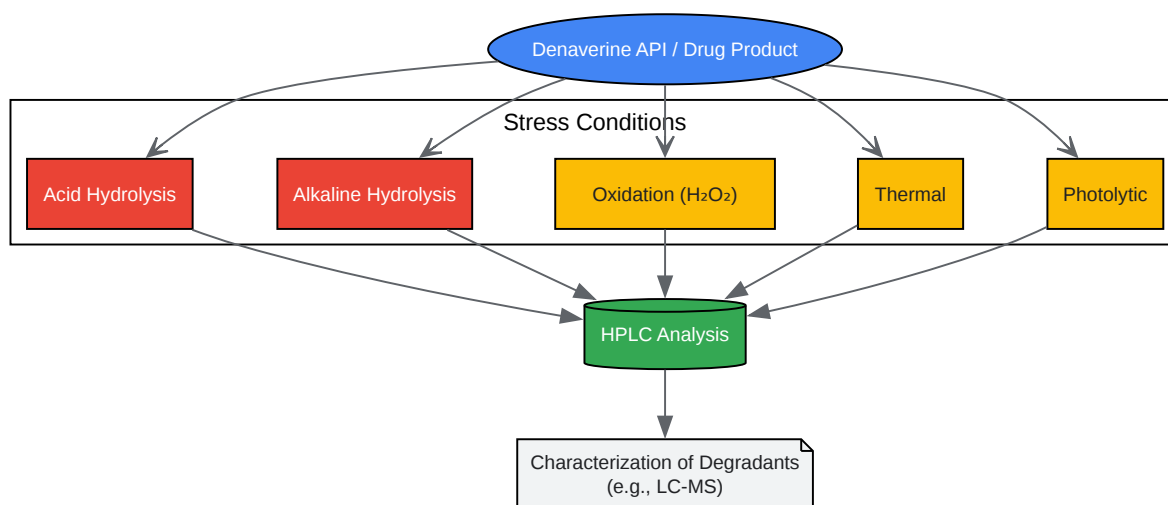 Denaverine API / Drug Product
Stress Conditions
Acid Hydrolysis
Alkaline Hydrolysis
Oxidation (H₂O₂)
Thermal
Photolytic
HPLC Analysis
Characterization of Degradants
(e.g., LC-MS)